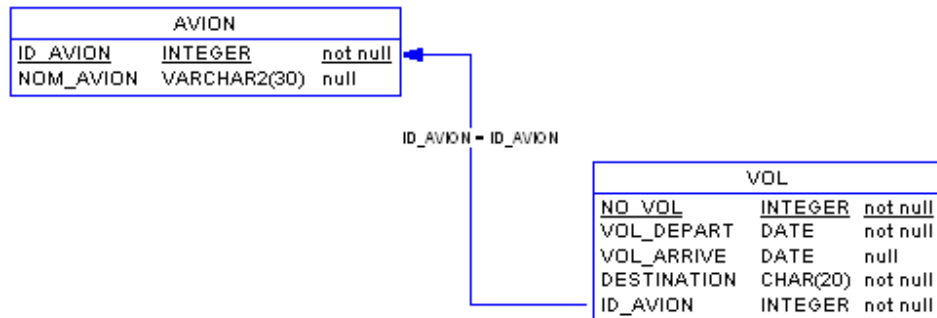 AVION
ID_AVION INTEGER not null
NOM_AVION VARCHAR2(30) null
ID_AVION = ID_AVION
VOL
NO_VOL INTEGER not null
VOL_DEPART DATE not null
VOL_ARRIVE DATE null
DESTINATION CHAR(20) not null
ID_AVION INTEGER not null